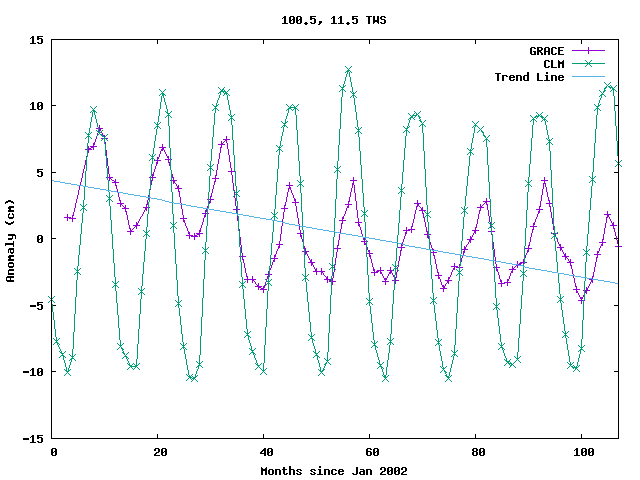 100.5, 11.5 TWS
GRACE
CLM
Trend Line
15
10
5
0
-5
-10
-15
Anomaly (cm)
0 20 40 60 80 100
Months since Jan 2002